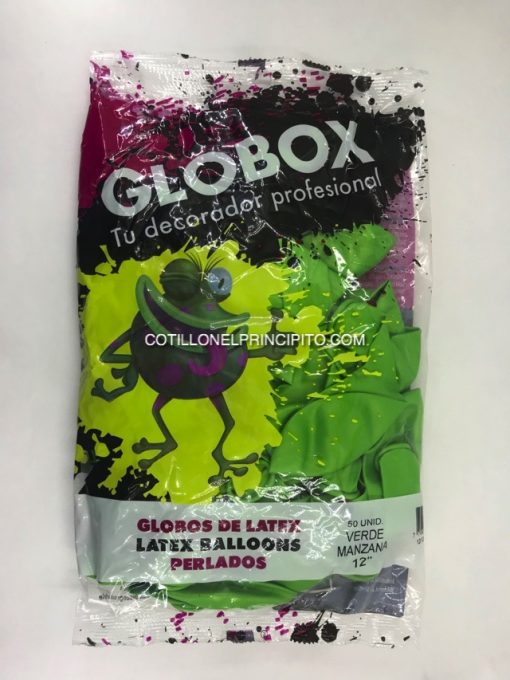 GLOBOX
Tu decorador profesional
COTILLONELPRINCIPITO.COM
GLOBOS DE LATEX
LATEX BALLOONS
PERLADOS
50 UNID.
VERDE
MANZANA
12"